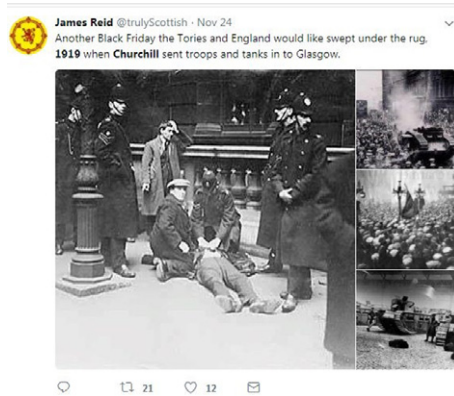 James Reid @trulyScottish · Nov 24
Another Black Friday the Tories and England would like swept under the rug.
1919 when Churchill sent troops and tanks in to Glasgow.
21 12